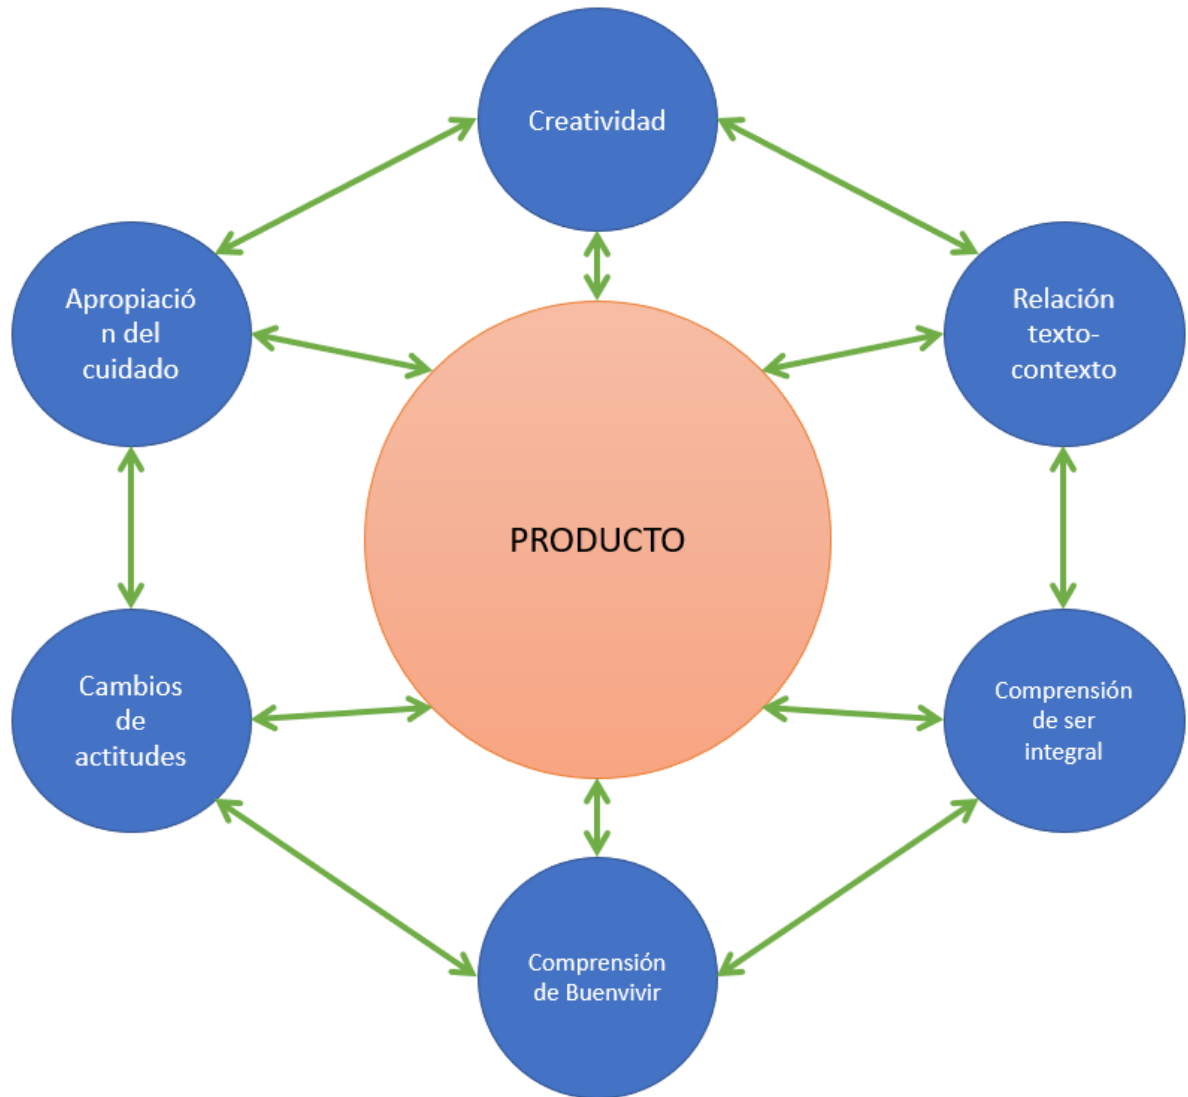 Creatividad
Apropiació
n del
cuidado
Relación
texto-
contexto
PRODUCTO
Cambios
de
actitudes
Comprensión
de ser
integral
Comprensión
de Buenvivir